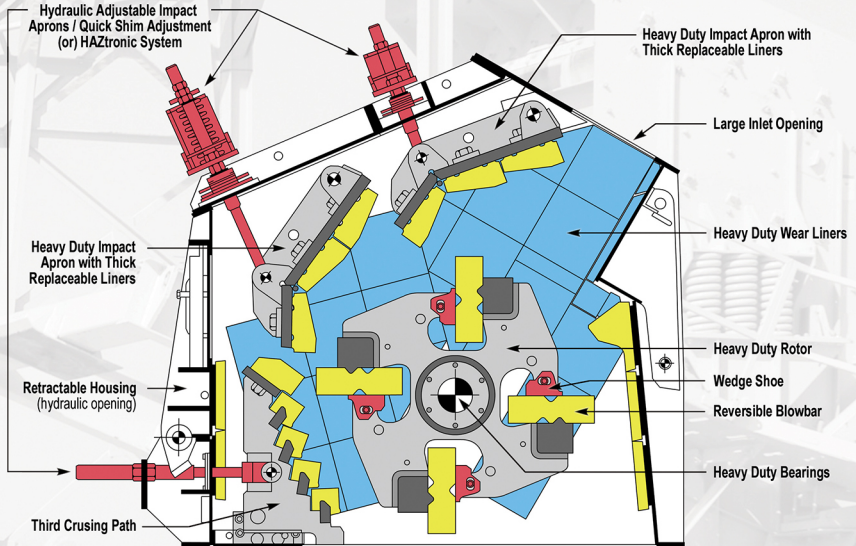 Hydraulic Adjustable Impact
Aprons / Quick Shim Adjustment
(or) HAZtronic System
Heavy Duty Impact Apron with
Thick Replaceable Liners
Large Inlet Opening
Heavy Duty Impact
Apron with Thick
Replaceable Liners
Heavy Duty Wear Liners
Heavy Duty Rotor
Retractable Housing
(hydraulic opening)
Wedge Shoe
Reversible Blowbar
Heavy Duty Bearings
Third Crusing Path